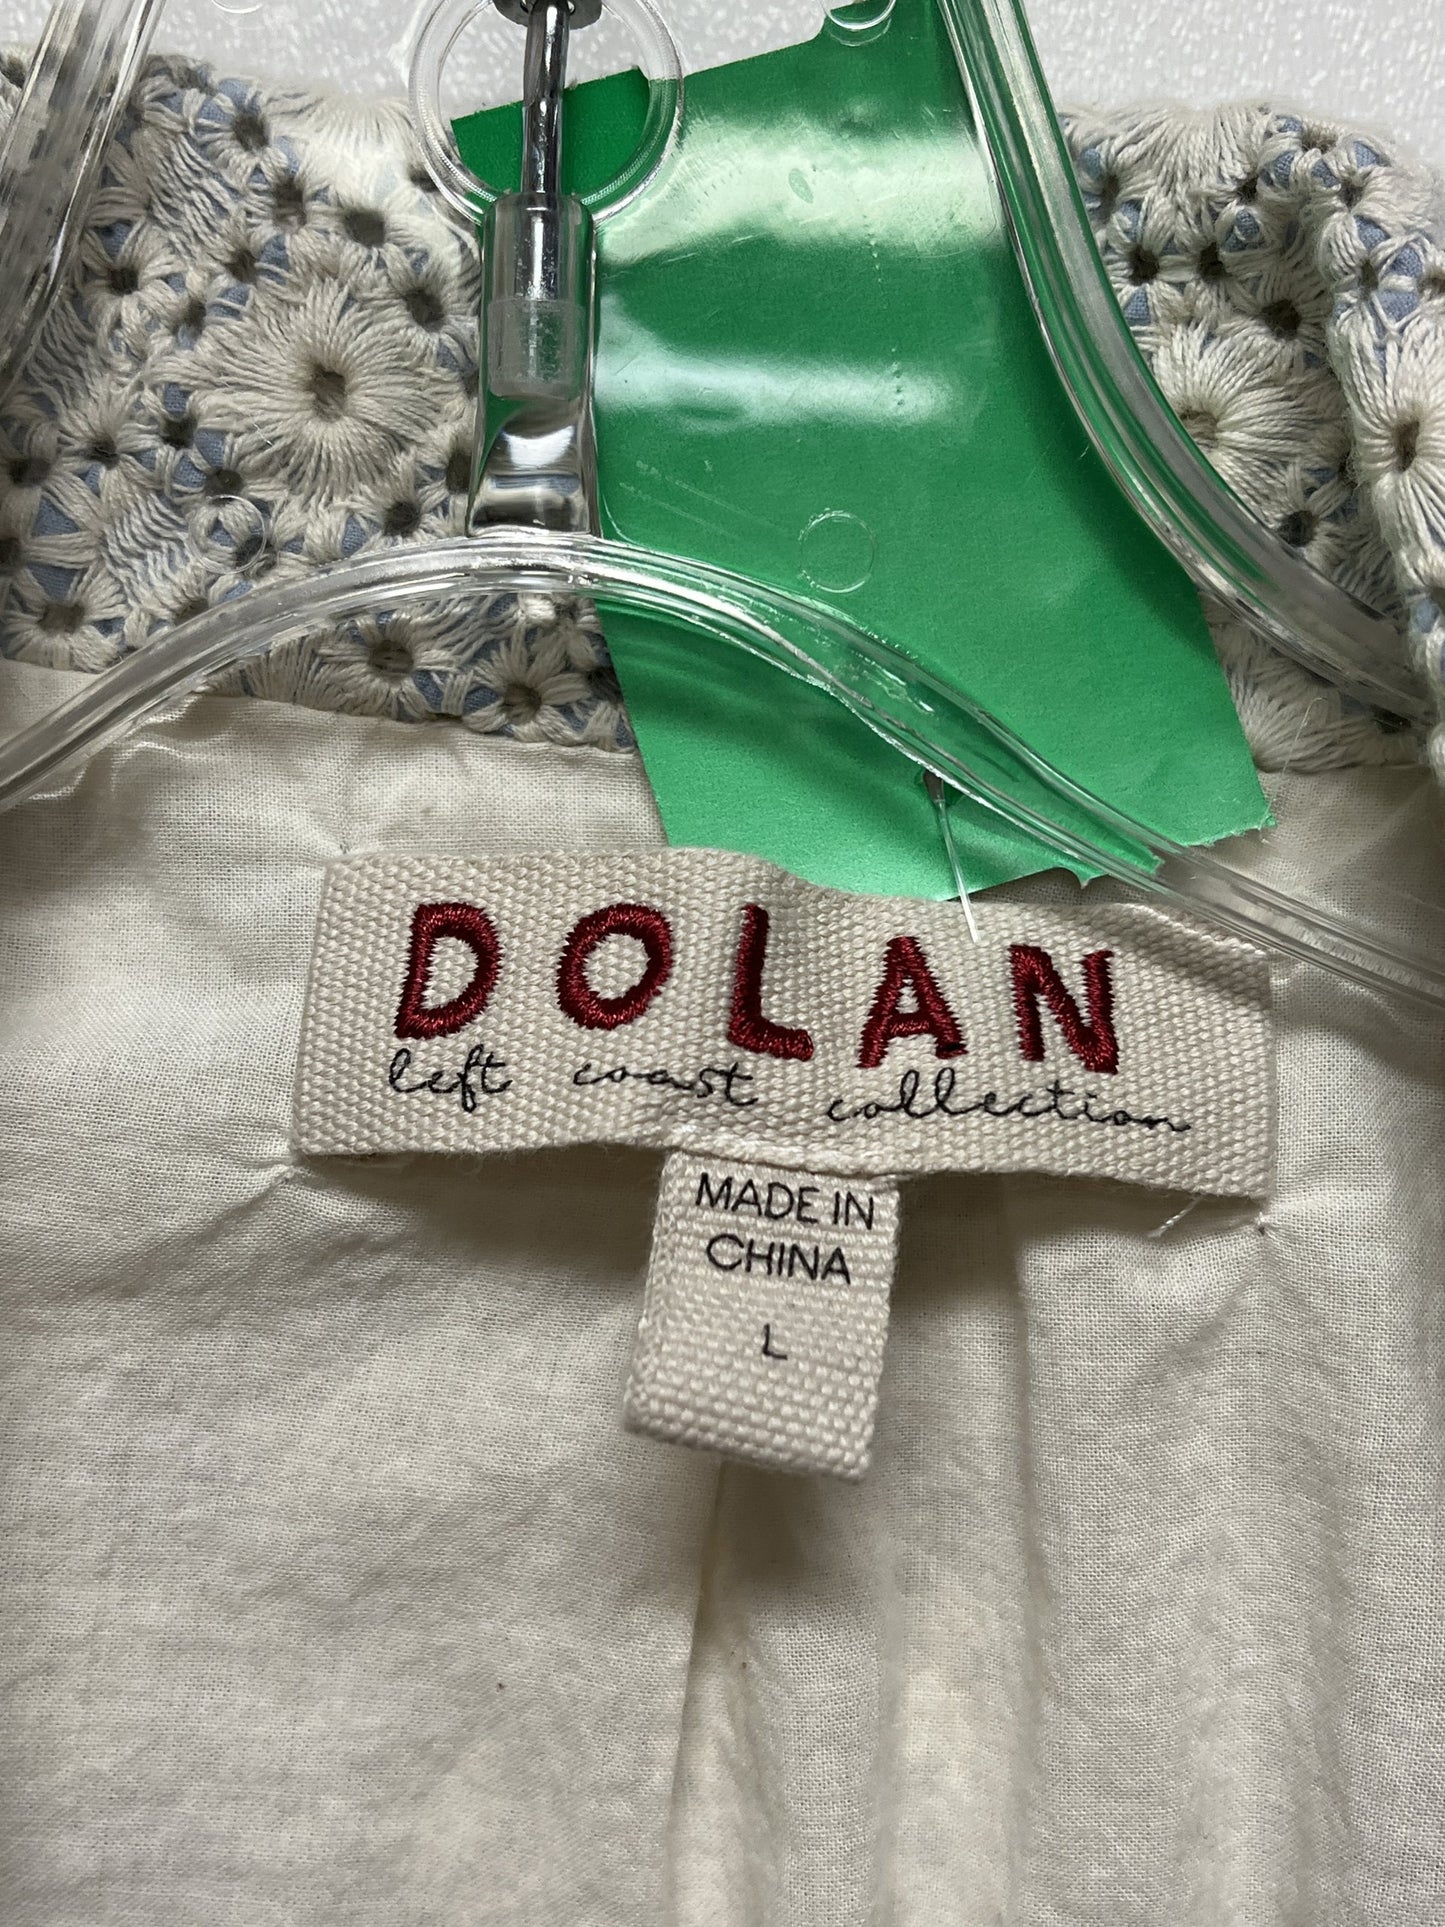 DOLAN
left coast collection
MADE IN
CHINA
L